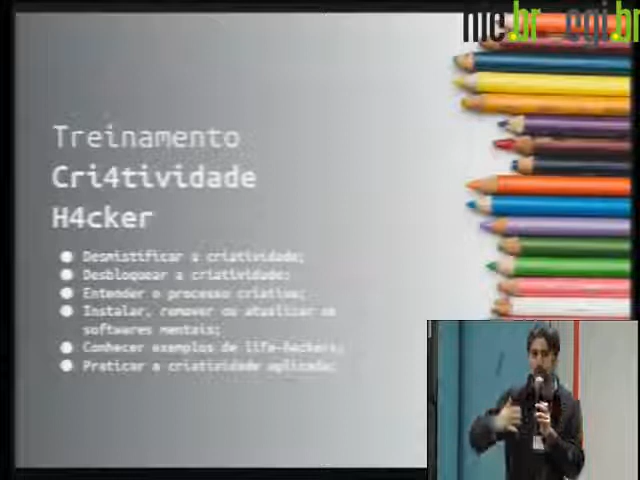 nic.br cgi.br
Treinamento
Cri4tividade
H4cker
Desmistificar a criatividade;
Desbloquear a criatividade;
Entender o processo criativo;
Instalar, remover ou atualizar os
softwares mentais;
Conhecer exemplos de life-hackers;
Praticar a criatividade aplicada;